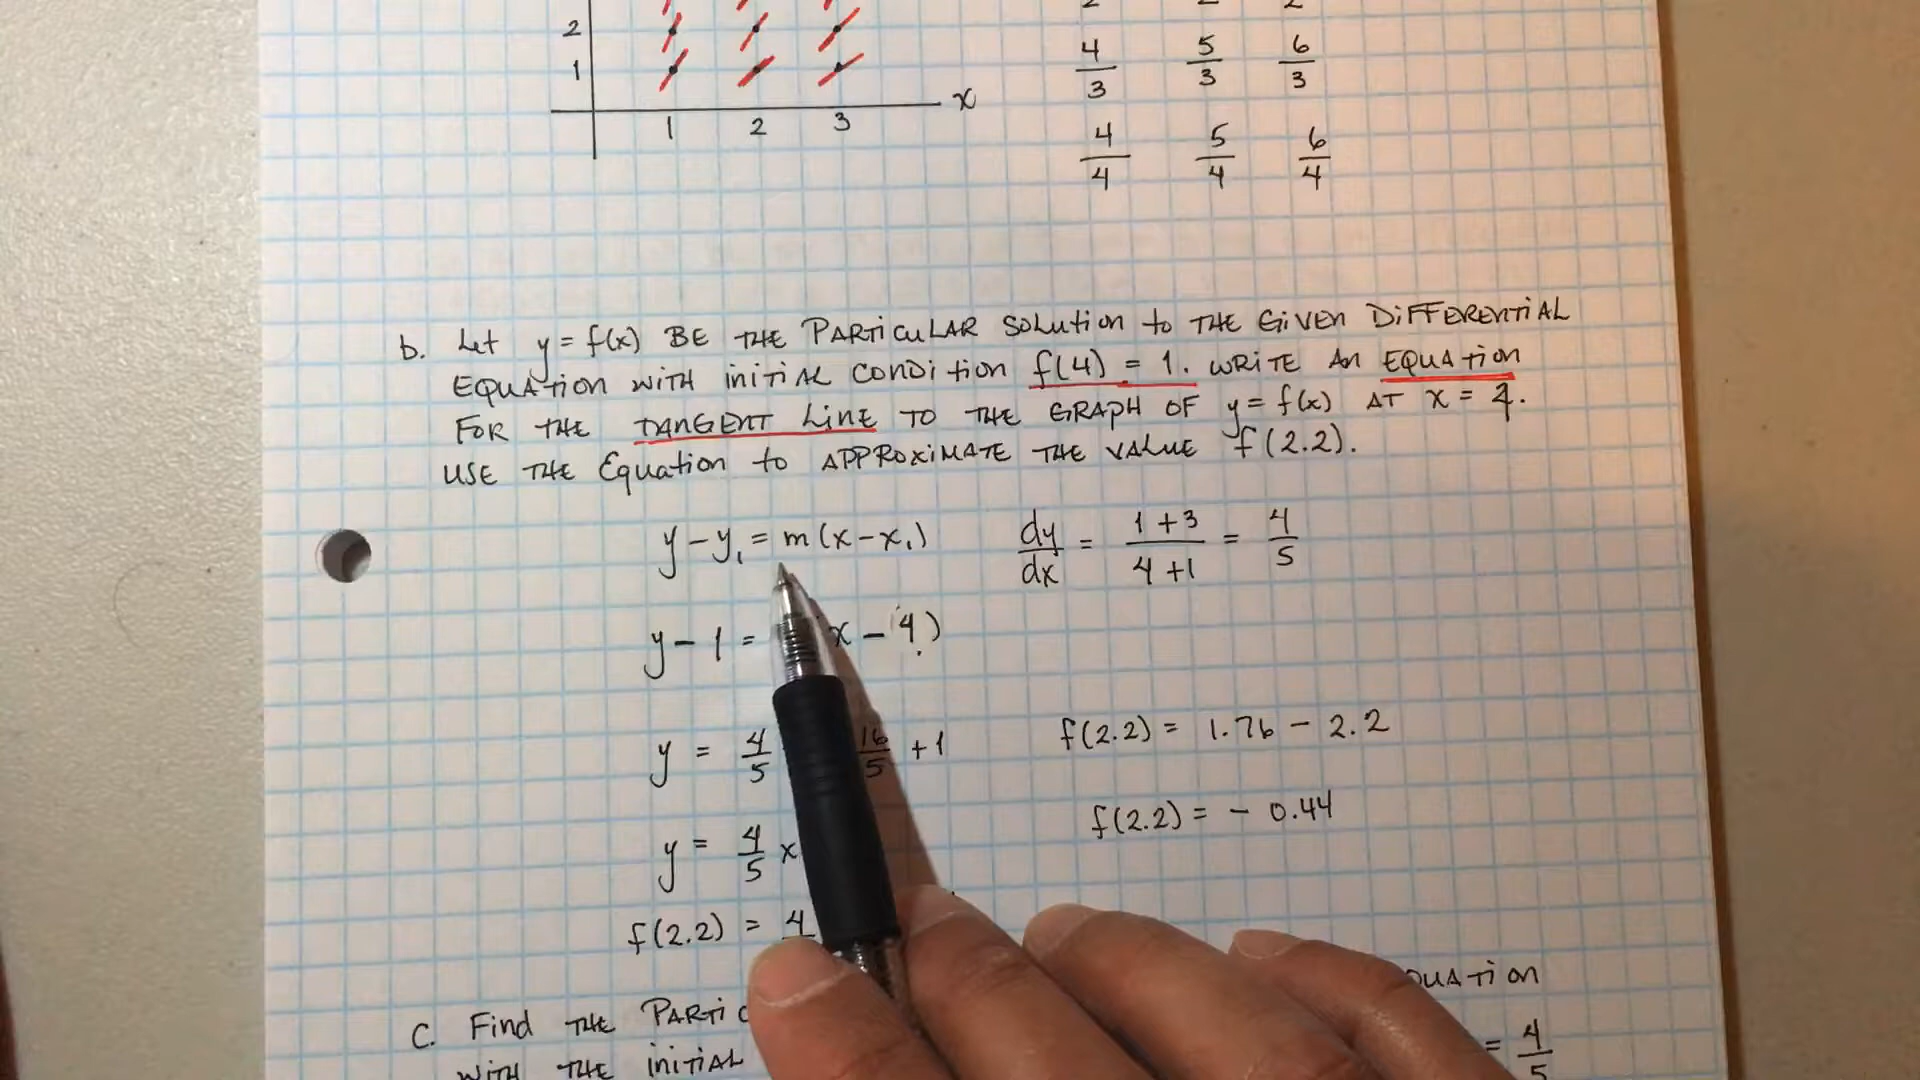 2
4/3 5/3 6/3
1
x
1 2 3
4/4 5/4 6/4
b. Let y = f(x) BE THE PARTICULAR SOLUTION to THE GIVEN DIFFERENTIAL
EQUATION WITH INITIAL CONDITION f(4) = 1. WRITE AN EQUATION
FOR THE TANGENT LINE TO THE GRAPH OF y = f(x) AT x =
USE THE Equation to APPROXIMATE THE VALUE f(2.2).
y - y₁ = m(x - x₁) dy/dx = 1+3/4+1 = 4/5
y - 1 = x - 4)
y = 4/5 16/5 + 1 f(2.2) = 1.76 - 2.2
y = 4/5 x f(2.2) = - 0.44
f(2.2) = 4
C. Find THE
WITH THE INITIAL = 4/5